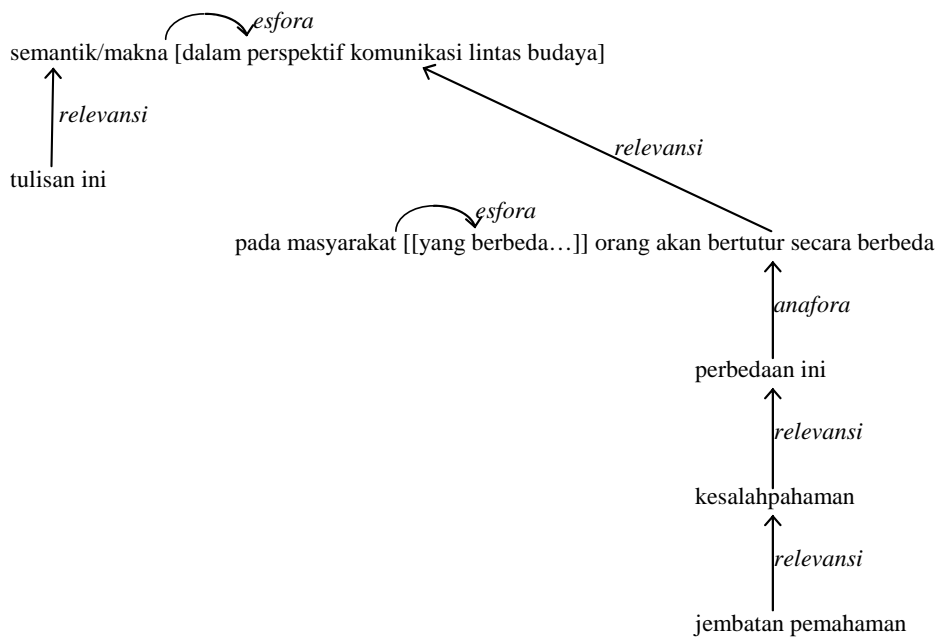 esfora
semantik/makna [dalam perspektif komunikasi lintas budaya]
relevansi
relevansi
tulisan ini
esfora
pada masyarakat [[yang berbeda…]] orang akan bertutur secara berbeda
anafora
perbedaan ini
relevansi
kesalahpahaman
relevansi
jembatan pemahaman